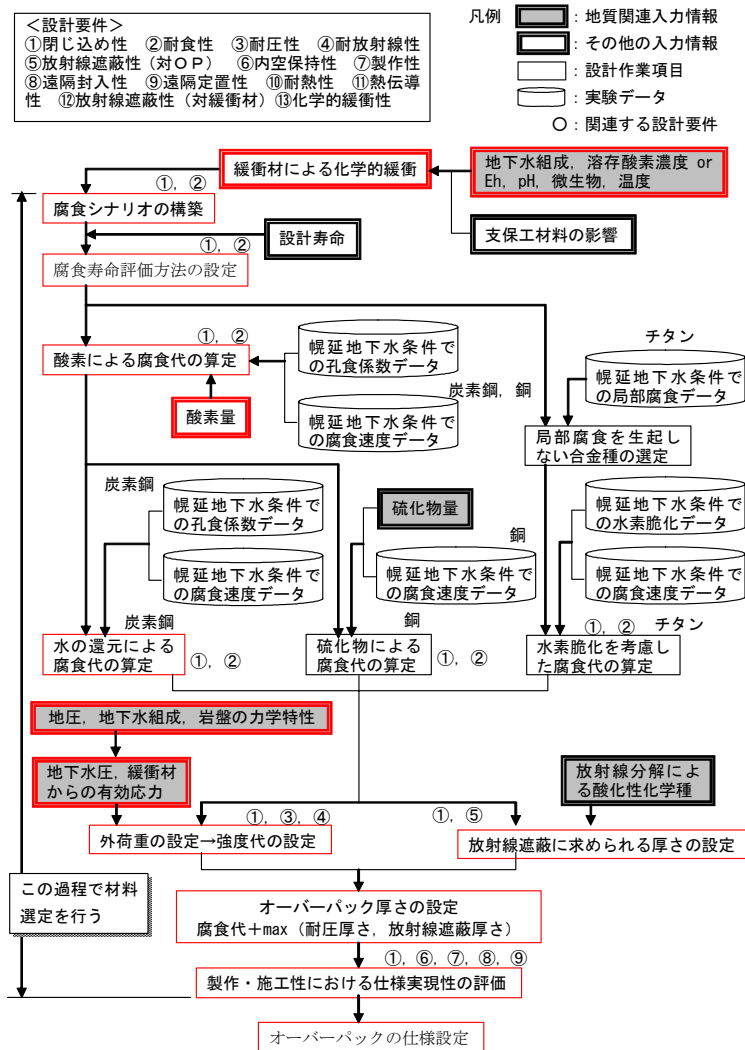 ＜設計要件＞
①閉じ込め性 ②耐食性 ③耐圧性 ④耐放射線性
⑤放射線遮蔽性（対ＯＰ） ⑥内空保持性 ⑦製作性
⑧遠隔封入性 ⑨遠隔定置性 ⑩耐熱性 ⑪熱伝導
性 ⑫放射線遮蔽性（対緩衝材）⑬化学的緩衝性
凡例
：地質関連入力情報
：その他の入力情報
：設計作業項目
：実験データ
○：関連する設計要件
緩衝材による化学的緩衝
地下水組成，溶存酸素濃度 or
Eh，pH，微生物，温度
①，②
腐食シナリオの構築
支保工材料の影響
設計寿命
①，②
腐食寿命評価方法の設定
①，②
酸素による腐食代の算定
酸素量
幌延地下水条件で
の孔食係数データ
炭素鋼，銅
幌延地下水条件で
の腐食速度データ
チタン
幌延地下水条件で
の局部腐食データ
局部腐食を生起し
ない合金種の選定
炭素鋼
幌延地下水条件で
の孔食係数データ
幌延地下水条件で
の腐食速度データ
硫化物量
銅
幌延地下水条件で
の腐食速度データ
幌延地下水条件で
の水素脆化データ
幌延地下水条件で
の腐食速度データ
炭素鋼
水の還元による
腐食代の算定
①，②
銅
硫化物による
腐食代の算定
①，②
①，② チタン
水素脆化を考慮し
た腐食代の算定
地圧，地下水組成，岩盤の力学特性
地下水圧，緩衝材
からの有効応力
放射線分解によ
る酸化性化学種
①，③，④
外荷重の設定→強度代の設定
①，⑤
放射線遮蔽に求められる厚さの設定
この過程で材料
選定を行う
オーバーパック厚さの設定
腐食代＋max（耐圧厚さ，放射線遮蔽厚さ）
①，⑥，⑦，⑧，⑨
製作・施工性における仕様実現性の評価
オーバーパックの仕様設定